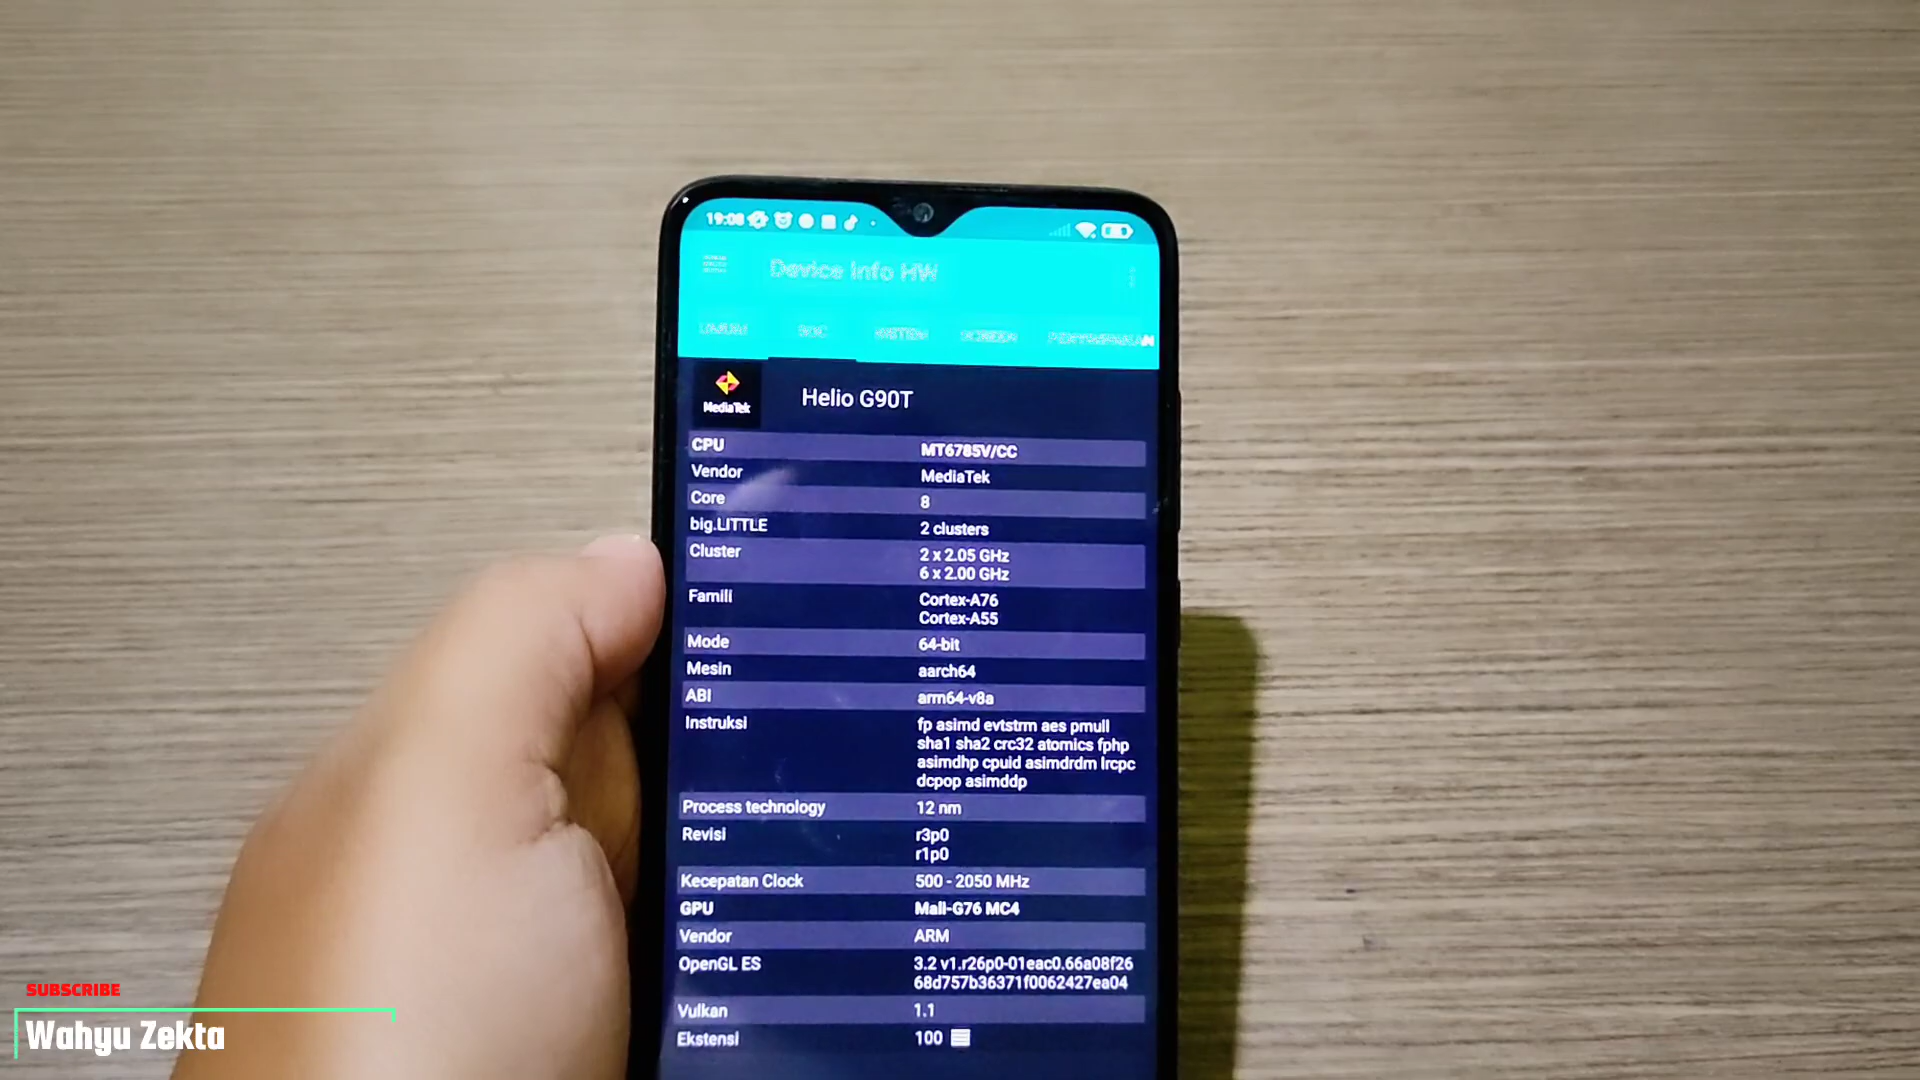 19:08
Device Info HW
UMUM SOC SISTEM SCREEN
MediaTek
Helio G90T
CPU MT6785V/CC
Vendor MediaTek
Core 8
big.LITTLE 2 clusters
Cluster 2 x 2.05 GHz
6 x 2.00 GHz
Famili Cortex-A76
Cortex-A55
Mode 64-bit
Mesin aarch64
ABI arm64-v8a
Instruksi fp asimd evtstrm aes pmull
sha1 sha2 crc32 atomics fphp
asimdhp cpuid asimdrdm lrcpc
dcpop asimddp
Process technology 12 nm
Revisi r3p0
r1p0
Kecepatan Clock 500 - 2050 MHz
GPU Mali-G76 MC4
Vendor ARM
OpenGL ES 3.2 v1.r26p0-01eac0.66a08f26
68d757b36371f0062427ea04
Vulkan 1.1
Ekstensi 100
SUBSCRIBE
Wahyu Zekta